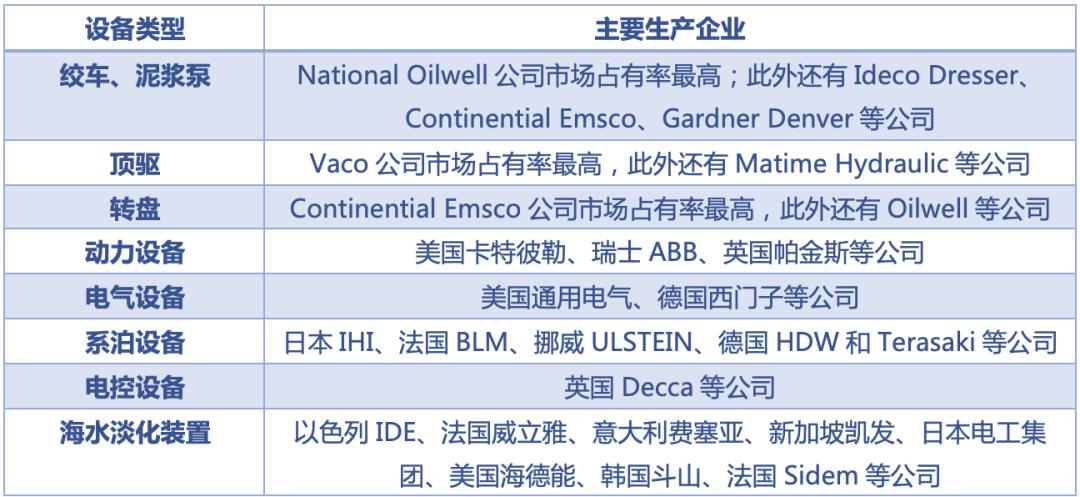 设备类型 主要生产企业
绞车、泥浆泵 National Oilwell 公司市场占有率最高；此外还有 Ideco Dresser、
Continential Emsco、Gardner Denver 等公司
顶驱 Vaco 公司市场占有率最高，此外还有 Matime Hydraulic 等公司
转盘 Continential Emsco 公司市场占有率最高，此外还有 Oilwell 等公司
动力设备 美国卡特彼勒、瑞士 ABB、英国帕金斯等公司
电气设备 美国通用电气、德国西门子等公司
系泊设备 日本 IHI、法国 BLM、挪威 ULSTEIN、德国 HDW 和 Terasaki 等公司
电控设备 英国 Decca 等公司
海水淡化装置 以色列 IDE、法国威立雅、意大利费塞亚、新加坡凯发、日本电工集
团、美国海德能、韩国斗山、法国 Sidem 等公司